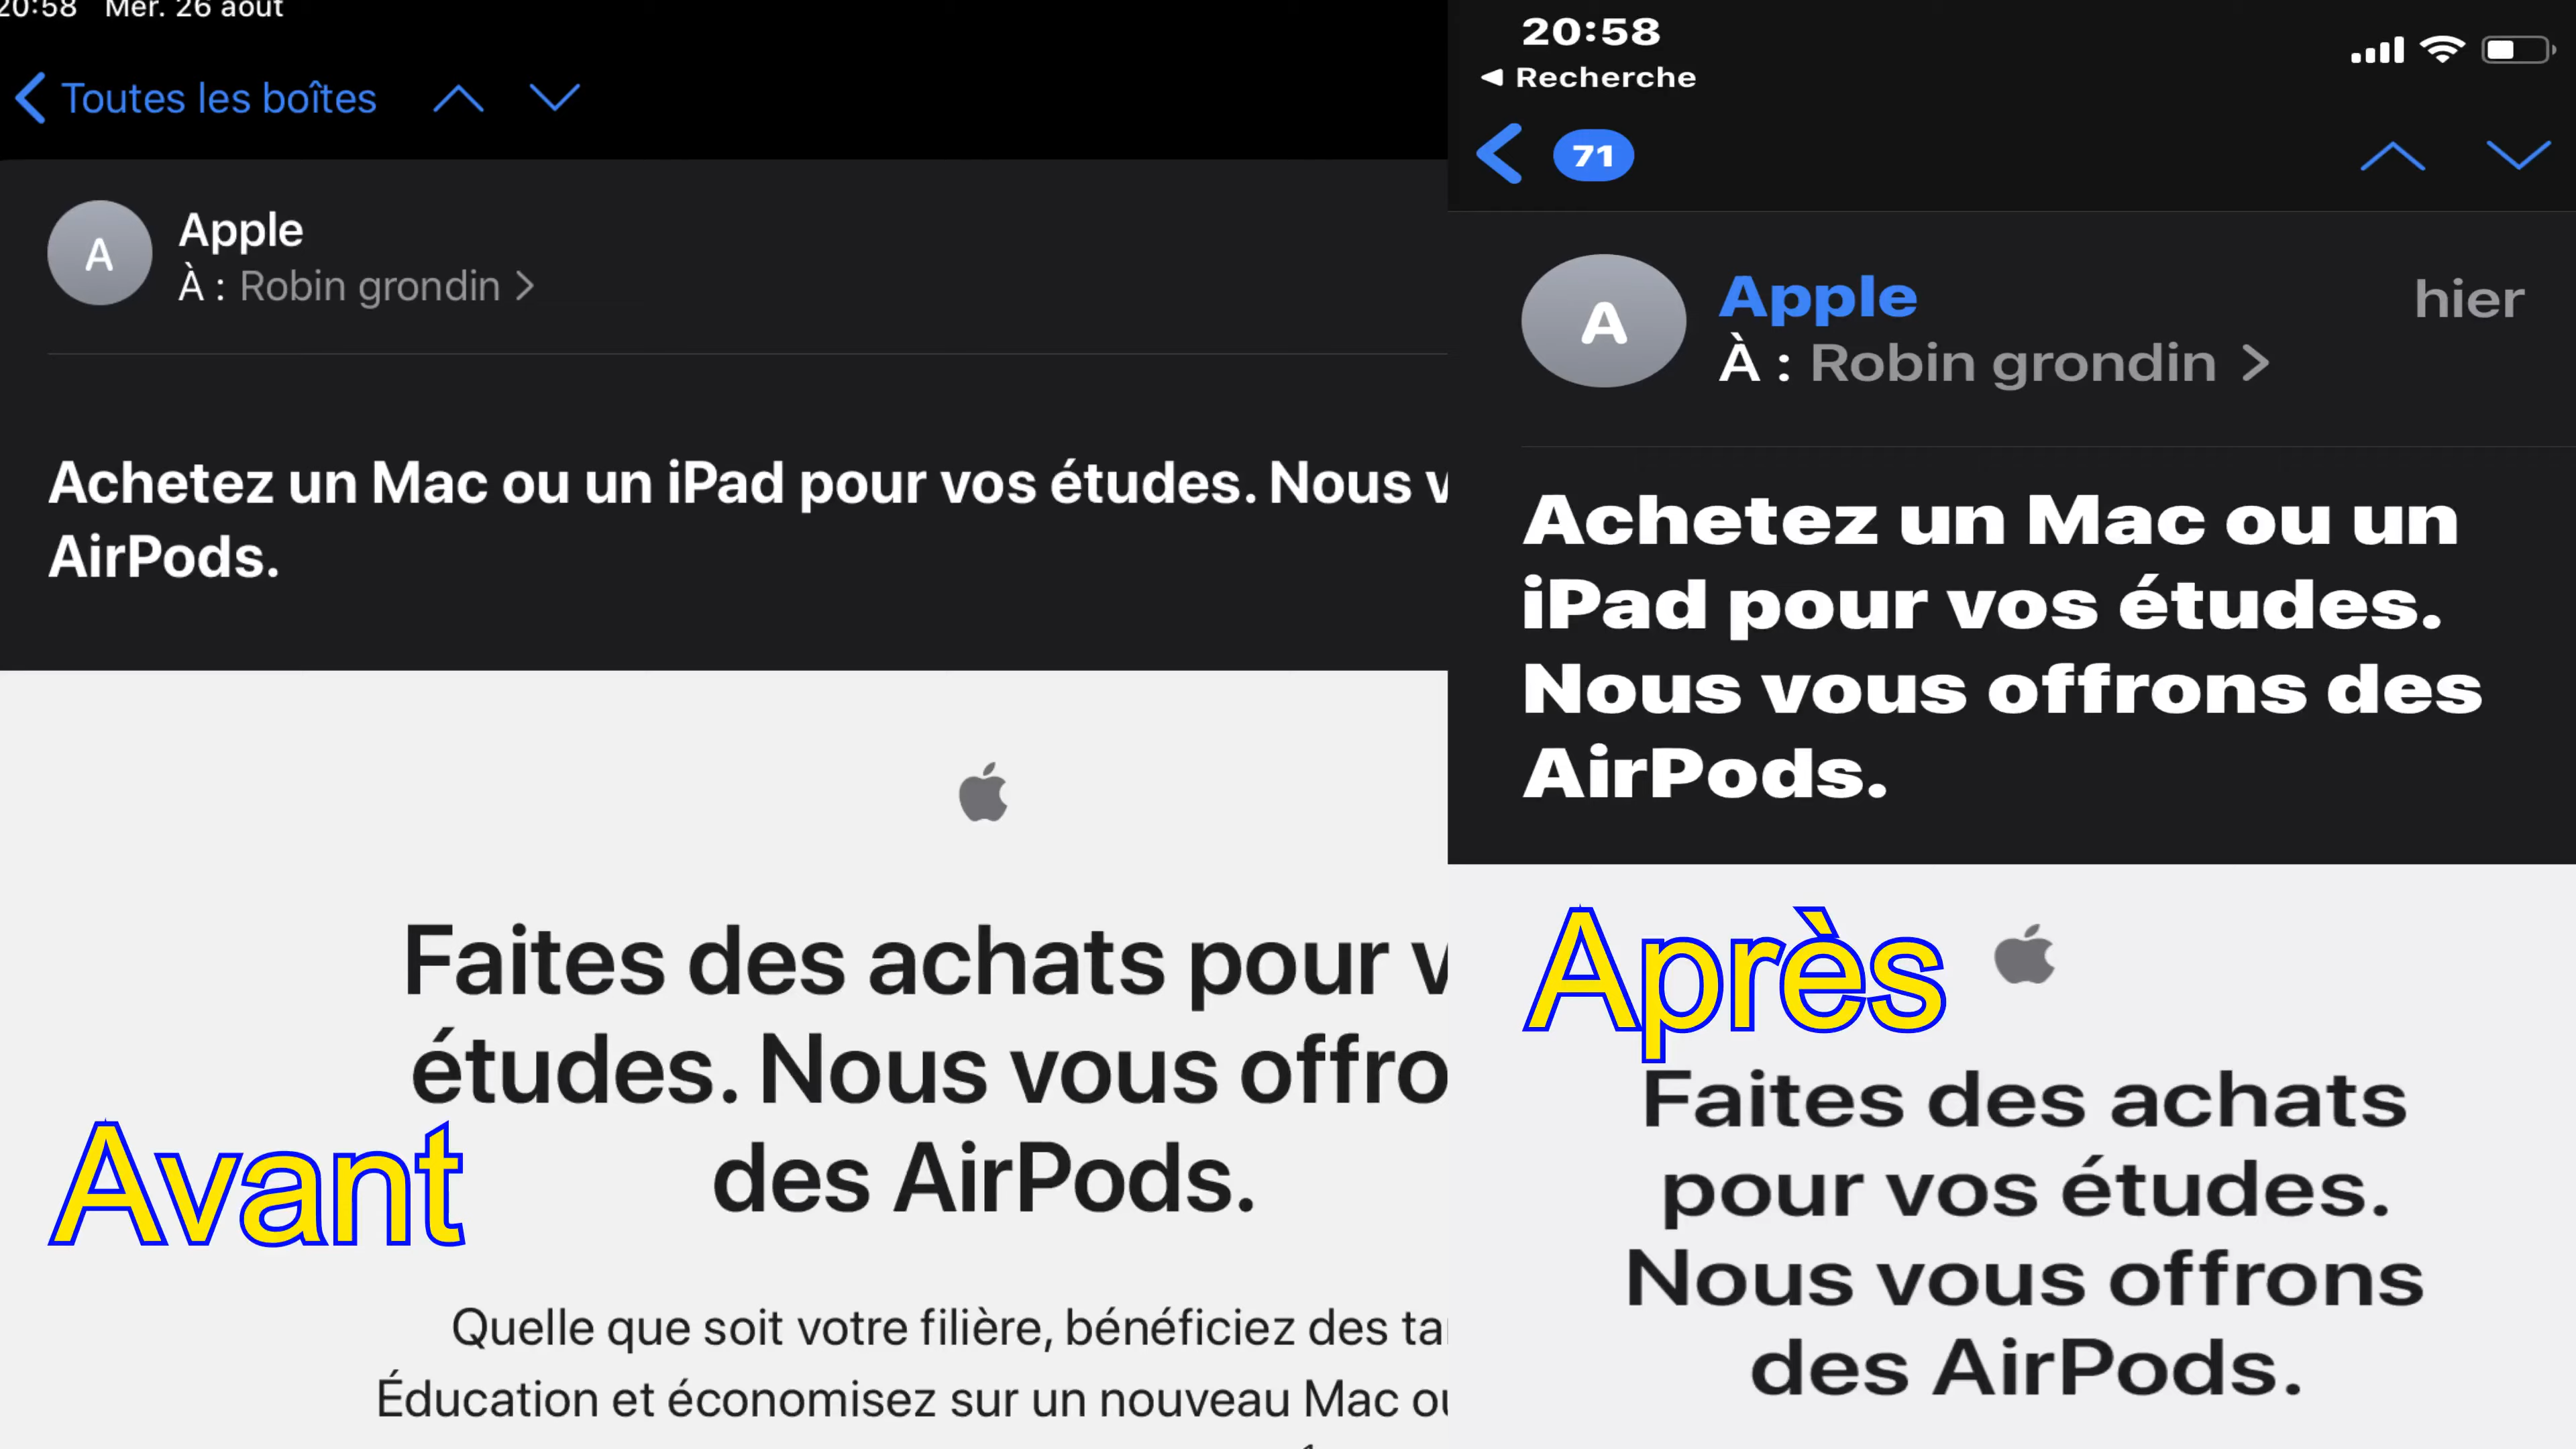 20:58 Mer. 26 août
Toutes les boîtes
A
Apple
À : Robin grondin >
Achetez un Mac ou un iPad pour vos études. Nous
AirPods.
Faites des achats pour
études. Nous vous offro
des AirPods.
Avant
Quelle que soit votre filière, bénéficiez des
Éducation et économisez sur un nouveau Mac ou
20:58
Recherche
71
A
Apple
hier
À : Robin grondin >
Achetez un Mac ou un
iPad pour vos études.
Nous vous offrons des
AirPods.
Après
Faites des achats
pour vos études.
Nous vous offrons
des AirPods.